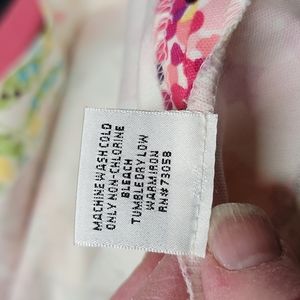 MACHINE WASH COLD
ONLY NON-CHLORINE
BLEACH
TUMBLE DRY LOW
WARM IRON
RN# 73058